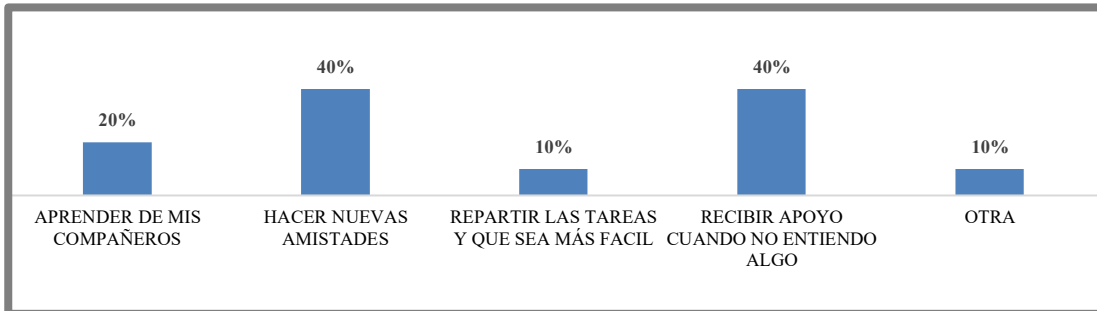 20%
40%
10%
40%
10%
APRENDER DE MIS
COMPAÑEROS
HACER NUEVAS
AMISTADES
REPARTIR LAS TAREAS
Y QUE SEA MÁS FACIL
RECIBIR APOYO
CUANDO NO ENTIENDO
ALGO
OTRA